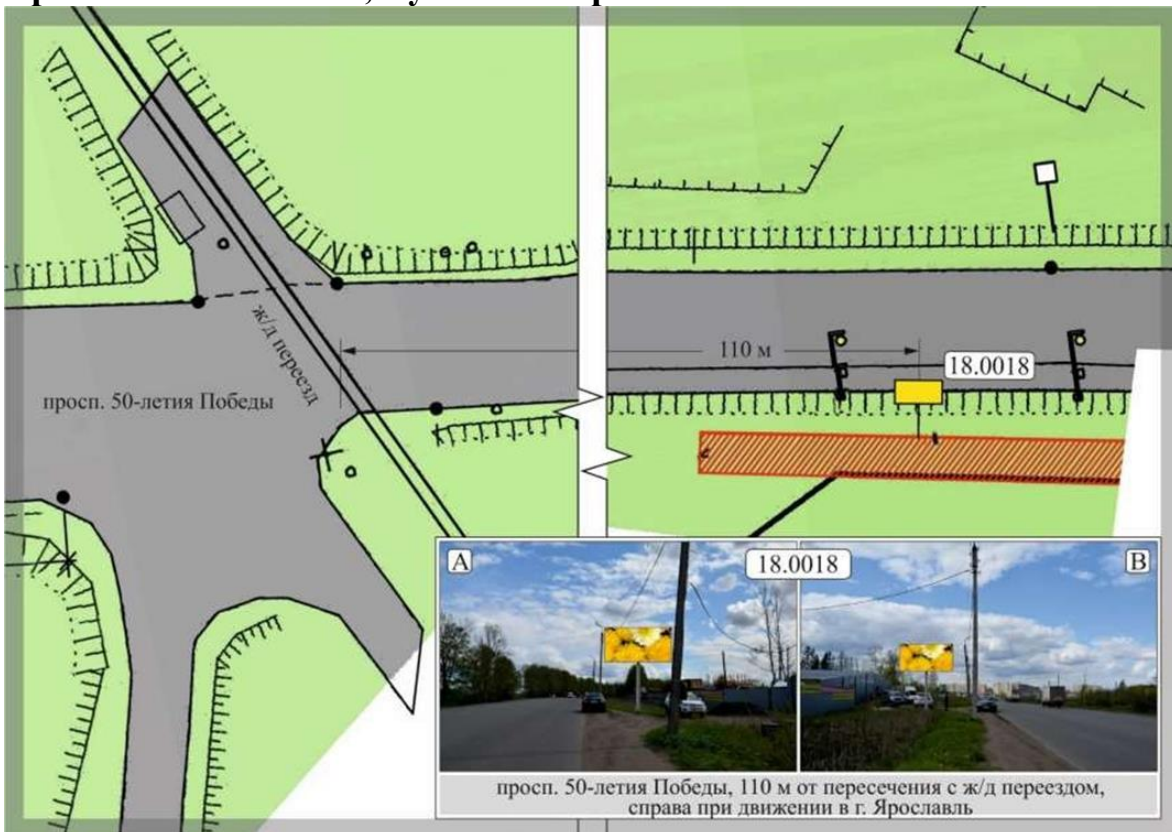 просп. 50-летия Победы
ж/д переезд
110 м
18.0018
A
18.0018
B
просп. 50-летия Победы, 110 м от пересечения с ж/д переездом,
справа при движении в г. Ярославль